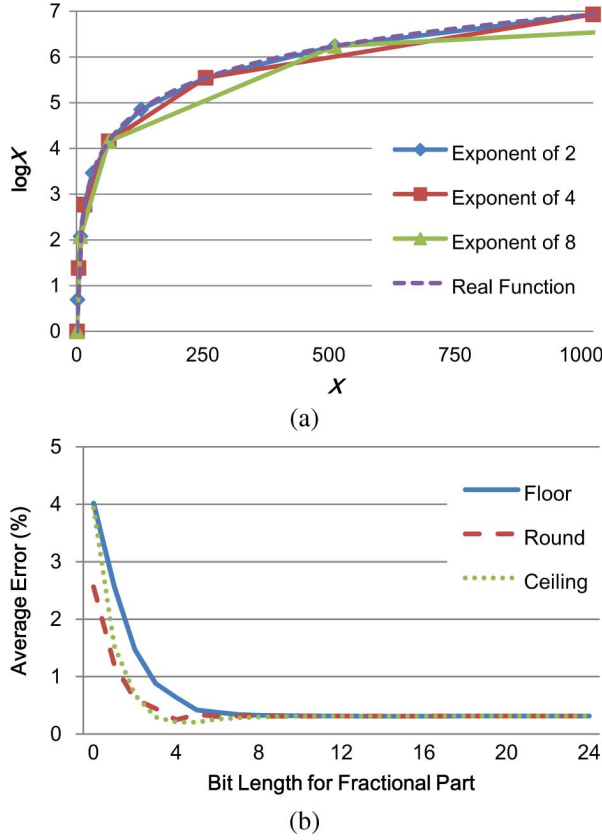 7
6
5
4
3
2
1
0
logX
Exponent of 2
Exponent of 4
Exponent of 8
Real Function
0 250 500 750 1000
X
(a)
5
4
3
2
1
0
Average Error (%)
Floor
Round
Ceiling
0 4 8 12 16 20 24
Bit Length for Fractional Part
(b)